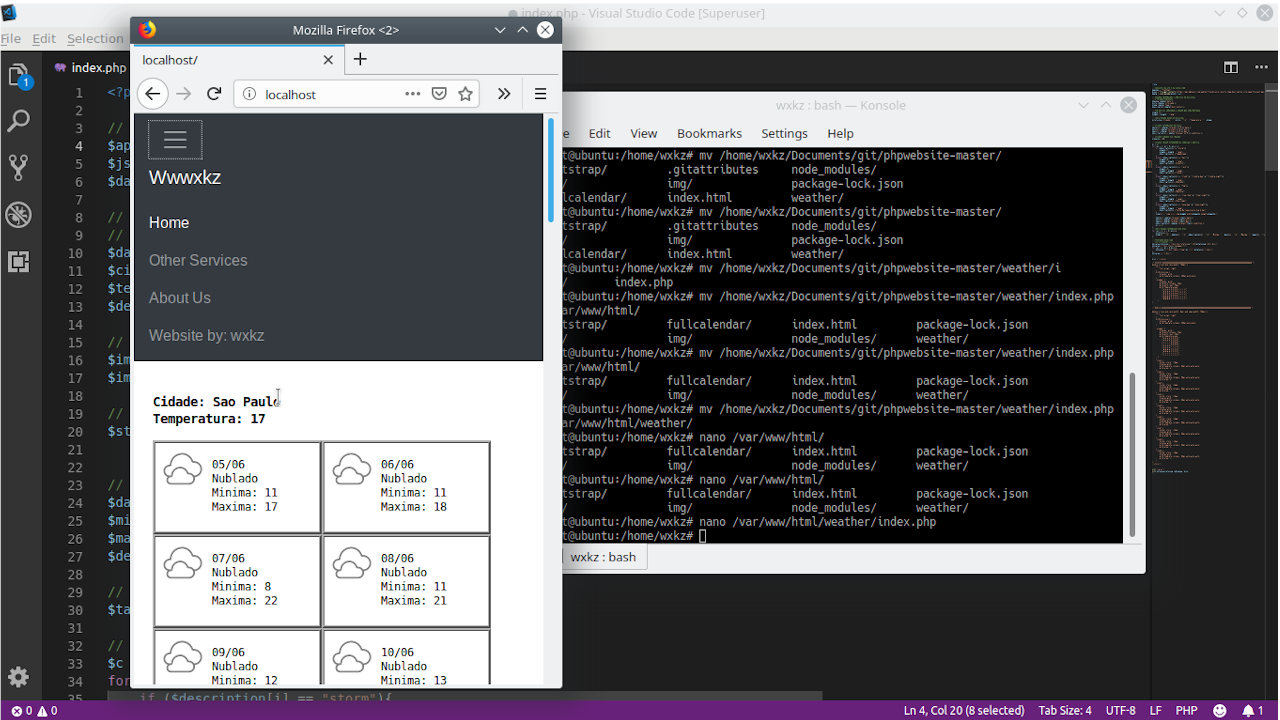 index.php - Visual Studio Code [Superuser]
File Edit Selection
Mozilla Firefox <2>
localhost/
localhost
Wwwxkz
Home
Other Services
About Us
Website by: wxkz
Cidade: Sao Paulo
Temperatura: 17
05/06
Nublado
Minima: 11
Maxima: 17
06/06
Nublado
Minima: 11
Maxima: 18
07/06
Nublado
Minima: 8
Maxima: 22
08/06
Nublado
Minima: 11
Maxima: 21
09/06
Nublado
Minima: 12
10/06
Nublado
Minima: 13
wxkz : bash — Konsole
e Edit View Bookmarks Settings Help
t@ubuntu:/home/wxkz# mv /home/wxkz/Documents/git/phpwebsite-master/
tstrap/ .gitattributes node_modules/
/ img/ package-lock.json
lcalendar/ index.html weather/
t@ubuntu:/home/wxkz# mv /home/wxkz/Documents/git/phpwebsite-master/
tstrap/ .gitattributes node_modules/
/ img/ package-lock.json
lcalendar/ index.html weather/
t@ubuntu:/home/wxkz# mv /home/wxkz/Documents/git/phpwebsite-master/weather/i
/ index.php
t@ubuntu:/home/wxkz# mv /home/wxkz/Documents/git/phpwebsite-master/weather/index.php
ar/www/html/
tstrap/ fullcalendar/ index.html package-lock.json
/ img/ node_modules/ weather/
t@ubuntu:/home/wxkz# mv /home/wxkz/Documents/git/phpwebsite-master/weather/index.php
ar/www/html/
tstrap/ fullcalendar/ index.html package-lock.json
/ img/ node_modules/ weather/
t@ubuntu:/home/wxkz# mv /home/wxkz/Documents/git/phpwebsite-master/weather/index.php
ar/www/html/weather/
t@ubuntu:/home/wxkz# nano /var/www/html/
tstrap/ fullcalendar/ index.html package-lock.json
/ img/ node_modules/ weather/
t@ubuntu:/home/wxkz# nano /var/www/html/
tstrap/ fullcalendar/ index.html package-lock.json
/ img/ node_modules/ weather/
t@ubuntu:/home/wxkz# nano /var/www/html/weather/index.php
t@ubuntu:/home/wxkz#
wxkz : bash
1
index.php
1 <?p
2
3 //
4 $ap
5 $js
6 $da
7
8 //
9 //
10 $da
11 $ci
12 $te
13 $de
14
15 //
16 $im
17 $im
18
19 //
20 $st
21
22
23 //
24 $da
25 $mi
26 $ma
27 $de
28
29 //
30 $ta
31
32 //
33 $c
34 for
35 if ($description[i] == "storm"){
0 0
Ln 4, Col 20 (8 selected) Tab Size: 4 UTF-8 LF PHP 1